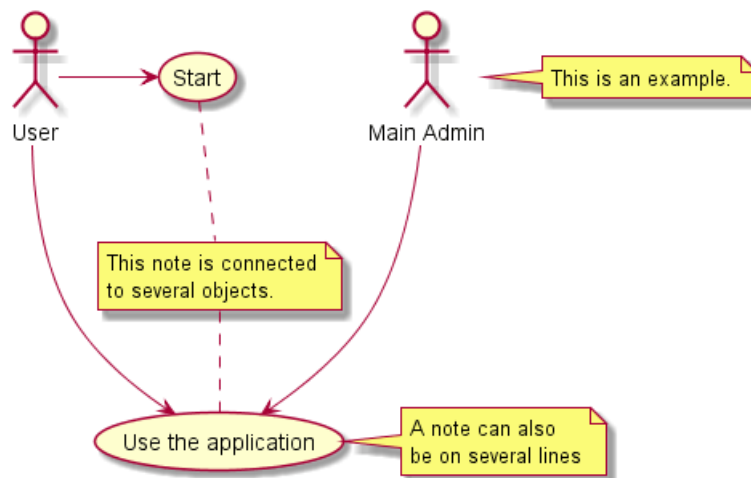 Start
This is an example.
User
Main Admin
This note is connected
to several objects.
Use the application
A note can also
be on several lines